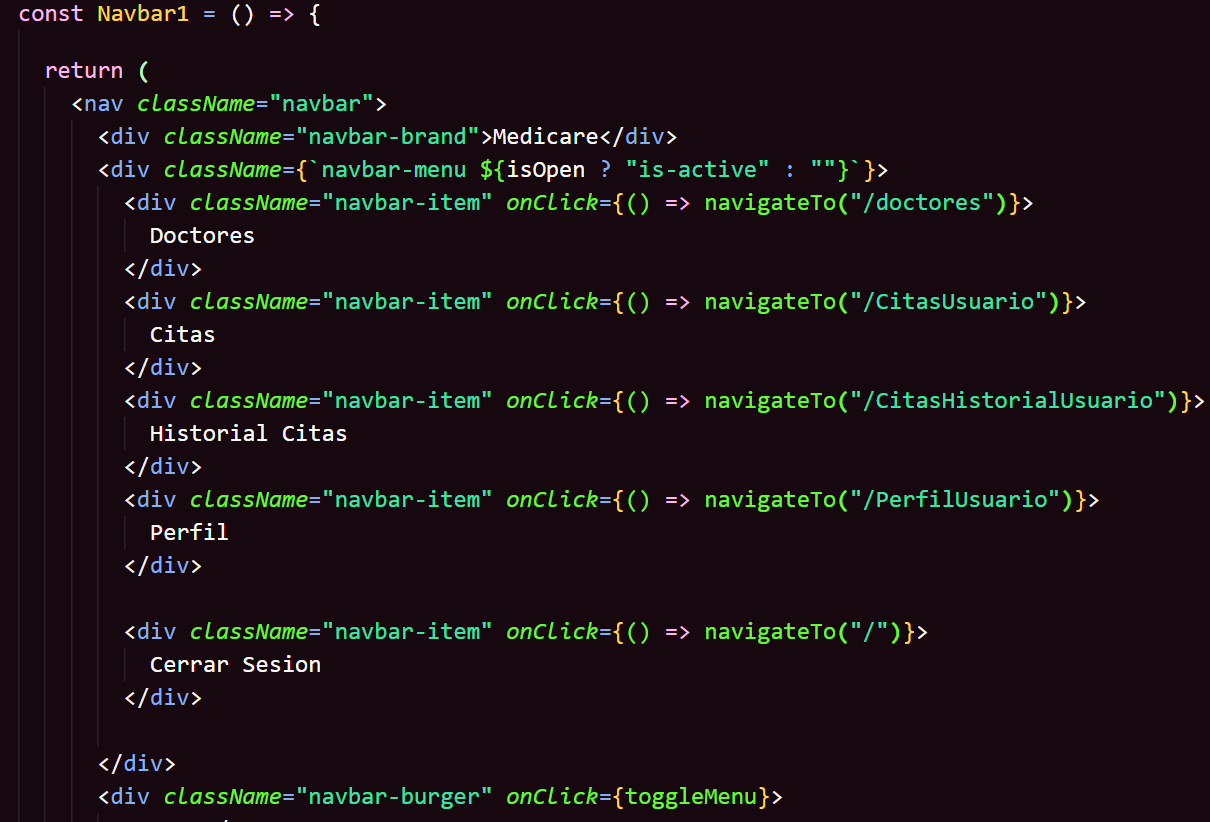 const Navbar1 = () => {
return (
<nav className="navbar">
<div className="navbar-brand">Medicare</div>
<div className={`navbar-menu ${isOpen ? "is-active" : ""}`}>
<div className="navbar-item" onClick={() => navigateTo("/doctores")}>
Doctores
</div>
<div className="navbar-item" onClick={() => navigateTo("/CitasUsuario")}>
Citas
</div>
<div className="navbar-item" onClick={() => navigateTo("/CitasHistorialUsuario")}>
Historial Citas
</div>
<div className="navbar-item" onClick={() => navigateTo("/PerfilUsuario")}>
Perfil
</div>
<div className="navbar-item" onClick={() => navigateTo("/")}>
Cerrar Sesion
</div>
</div>
<div className="navbar-burger" onClick={toggleMenu}>